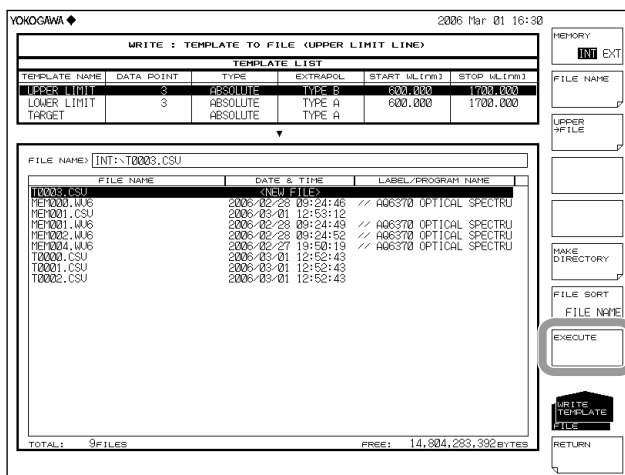 YOKOGAWA ◆ 2006 Mar 01 16:30
WRITE : TEMPLATE TO FILE (UPPER LIMIT LINE)
TEMPLATE LIST
TEMPLATE NAME DATA POINT TYPE EXTRAPOL START WL[nm] STOP WL[nm]
UPPER LIMIT 3 ABSOLUTE TYPE B 600.000 1700.000
LOWER LIMIT 3 ABSOLUTE TYPE A 600.000 1700.000
TARGET ABSOLUTE TYPE A
▼
FILE NAME> INT:\T0003.CSV
FILE NAME DATE & TIME LABEL/PROGRAM NAME
T0003.CSV <NEW FILE>
MEM000.WV6 2006/02/28 09:24:46 // AQ6370 OPTICAL SPECTRU
MEM001.CSV 2006/03/01 12:53:12
MEM001.WV6 2006/02/28 09:24:49 // AQ6370 OPTICAL SPECTRU
MEM002.WV6 2006/02/28 09:24:52 // AQ6370 OPTICAL SPECTRU
MEM004.WV6 2006/02/27 19:50:19 // AQ6370 OPTICAL SPECTRU
T0000.CSV 2006/03/01 12:52:43
T0001.CSV 2006/03/01 12:52:43
T0002.CSV 2006/03/01 12:52:43
TOTAL: 9FILES FREE: 14,804,283,392BYTES
MEMORY
INT EXT
FILE NAME
UPPER
→FILE
MAKE
DIRECTORY
FILE SORT
FILE NAME
EXECUTE
WRITE
TEMPLATE
FILE
RETURN